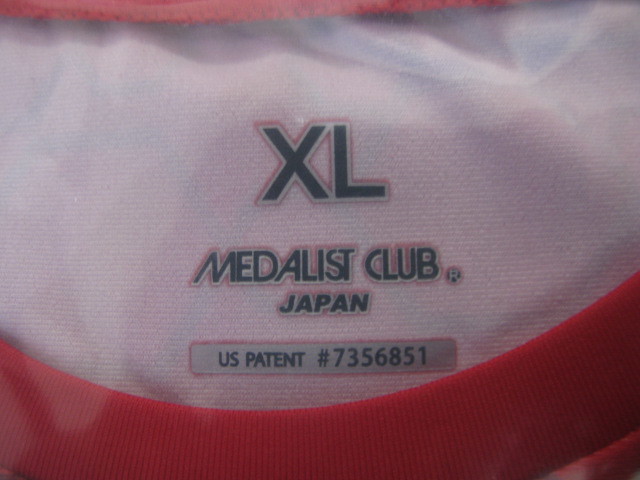 XL
MEDALIST CLUB®
JAPAN
US PATENT #7356851